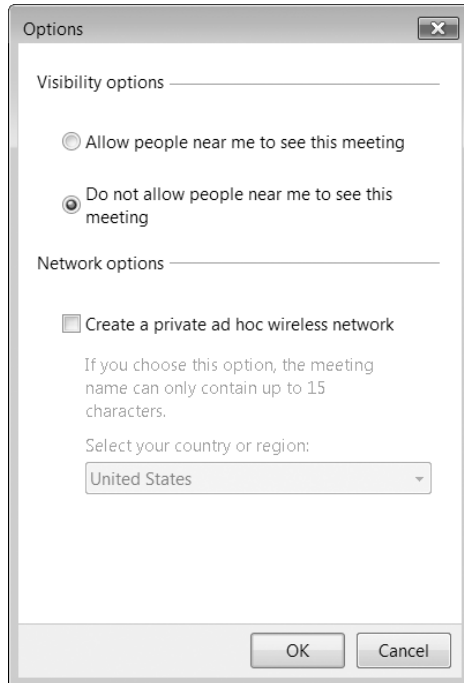 Options
Visibility options
Allow people near me to see this meeting
Do not allow people near me to see this
meeting
Network options
Create a private ad hoc wireless network
If you choose this option, the meeting
name can only contain up to 15
characters.
Select your country or region:
United States
OK
Cancel